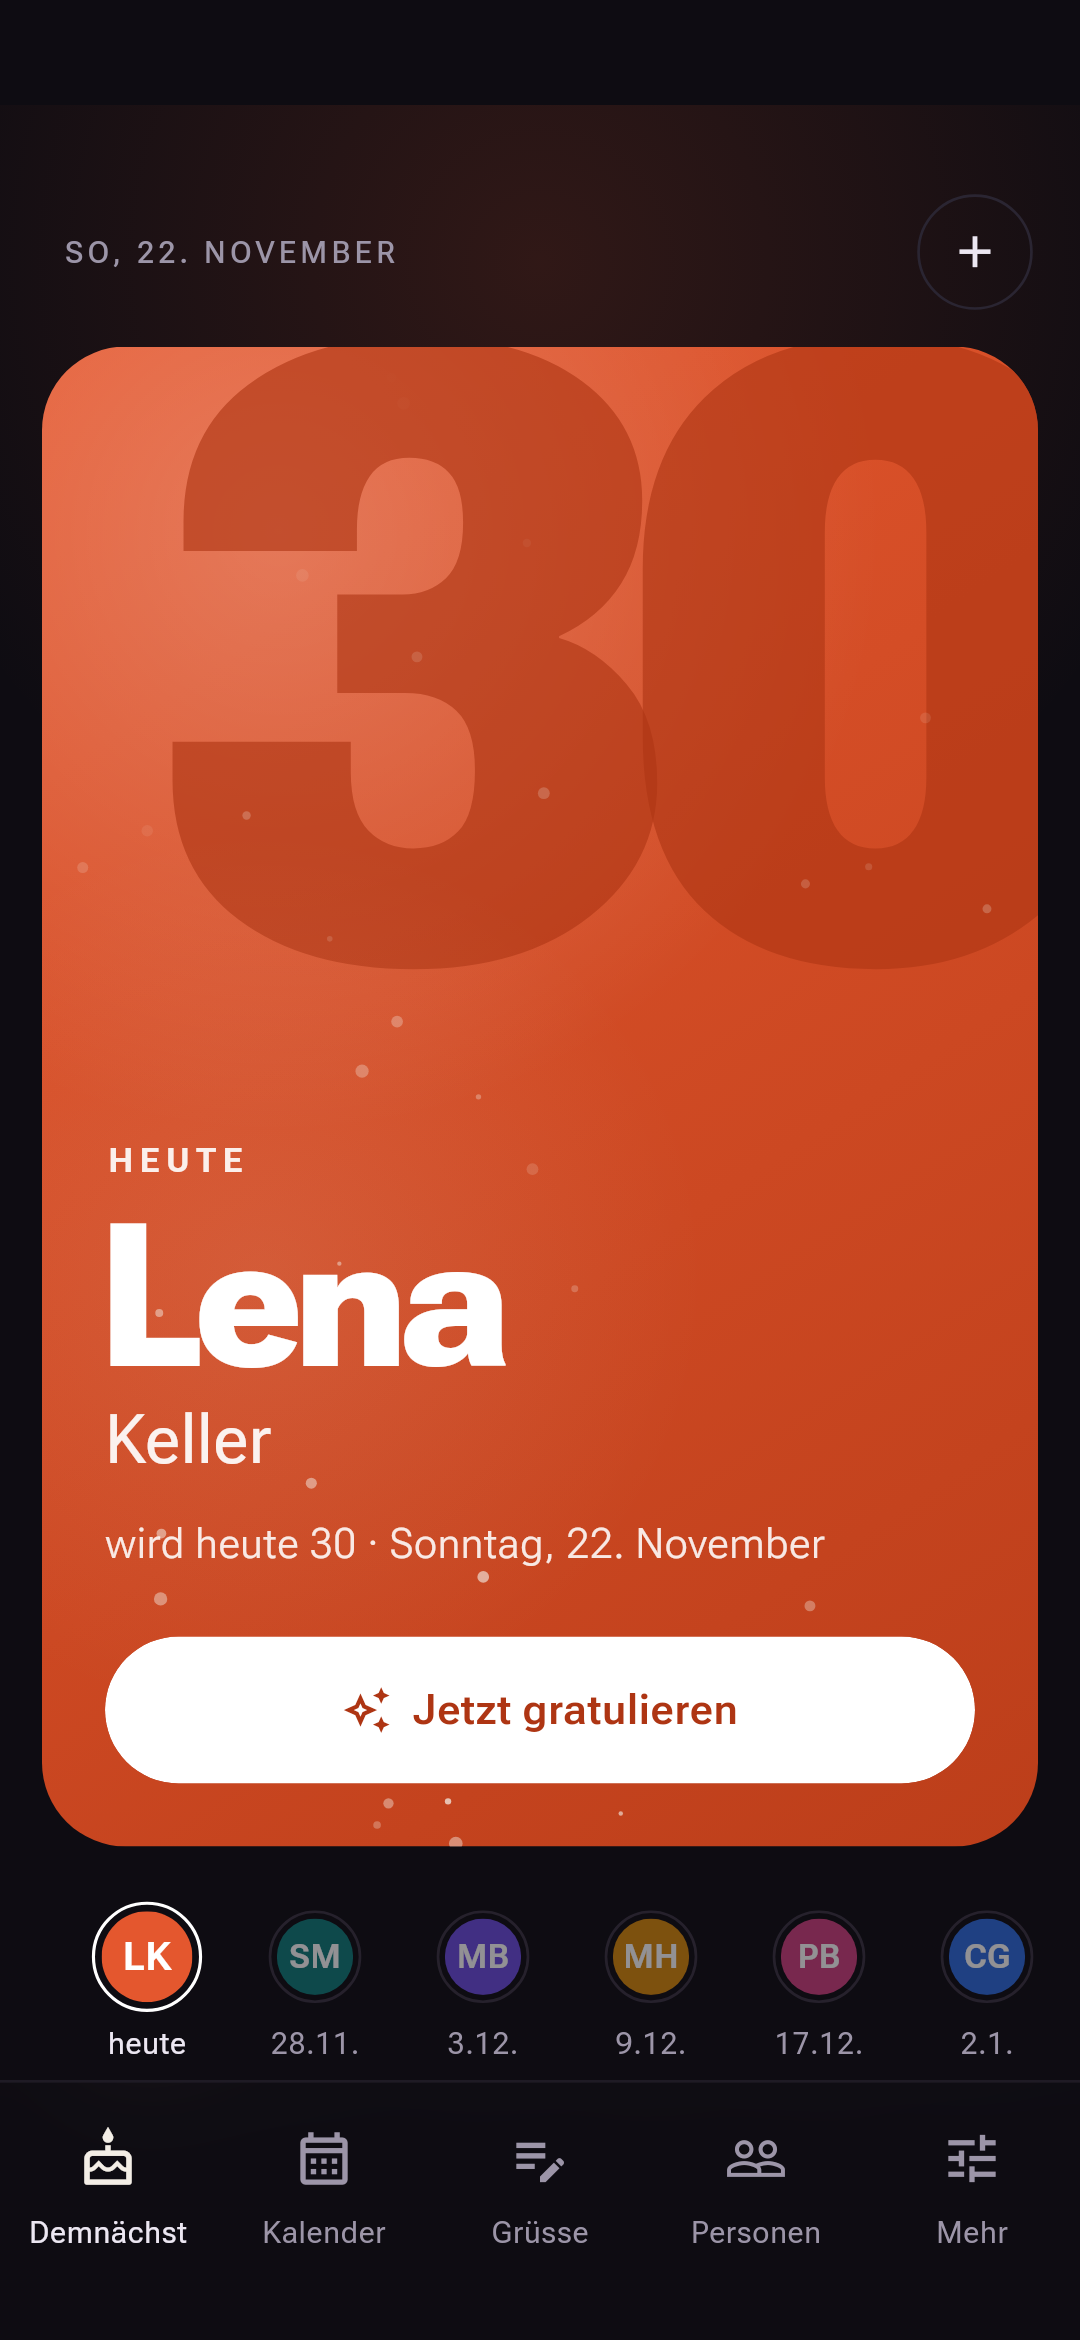 SO, 22. NOVEMBER
30
HEUTE
Lena
Keller
wird heute 30 · Sonntag, 22. November
Jetzt gratulieren
LK SM MB MH PB CG
heute 28.11. 3.12. 9.12. 17.12. 2.1.
Demnächst Kalender Grüsse Personen Mehr